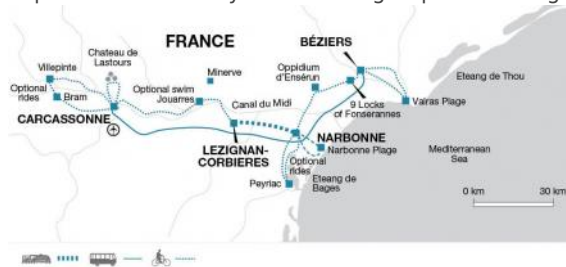 FRANCE
BÉZIERS
Chateau de
Lastours
Villepinte
Optional
rides
Bram
CARCASSONNE
Optional swim
Jouarres
Minerve
Oppidium
d'Ensérun
Canal du Midi
9 Locks
of Fonserannes
Eteang de Thou
Vairas Plage
LEZIGNAN-
CORBIERES
NARBONNE
Narbonne Plage
Optional
rides
Peyriac
Eteang de
Bages
Mediterranean
Sea
0 km
30 km